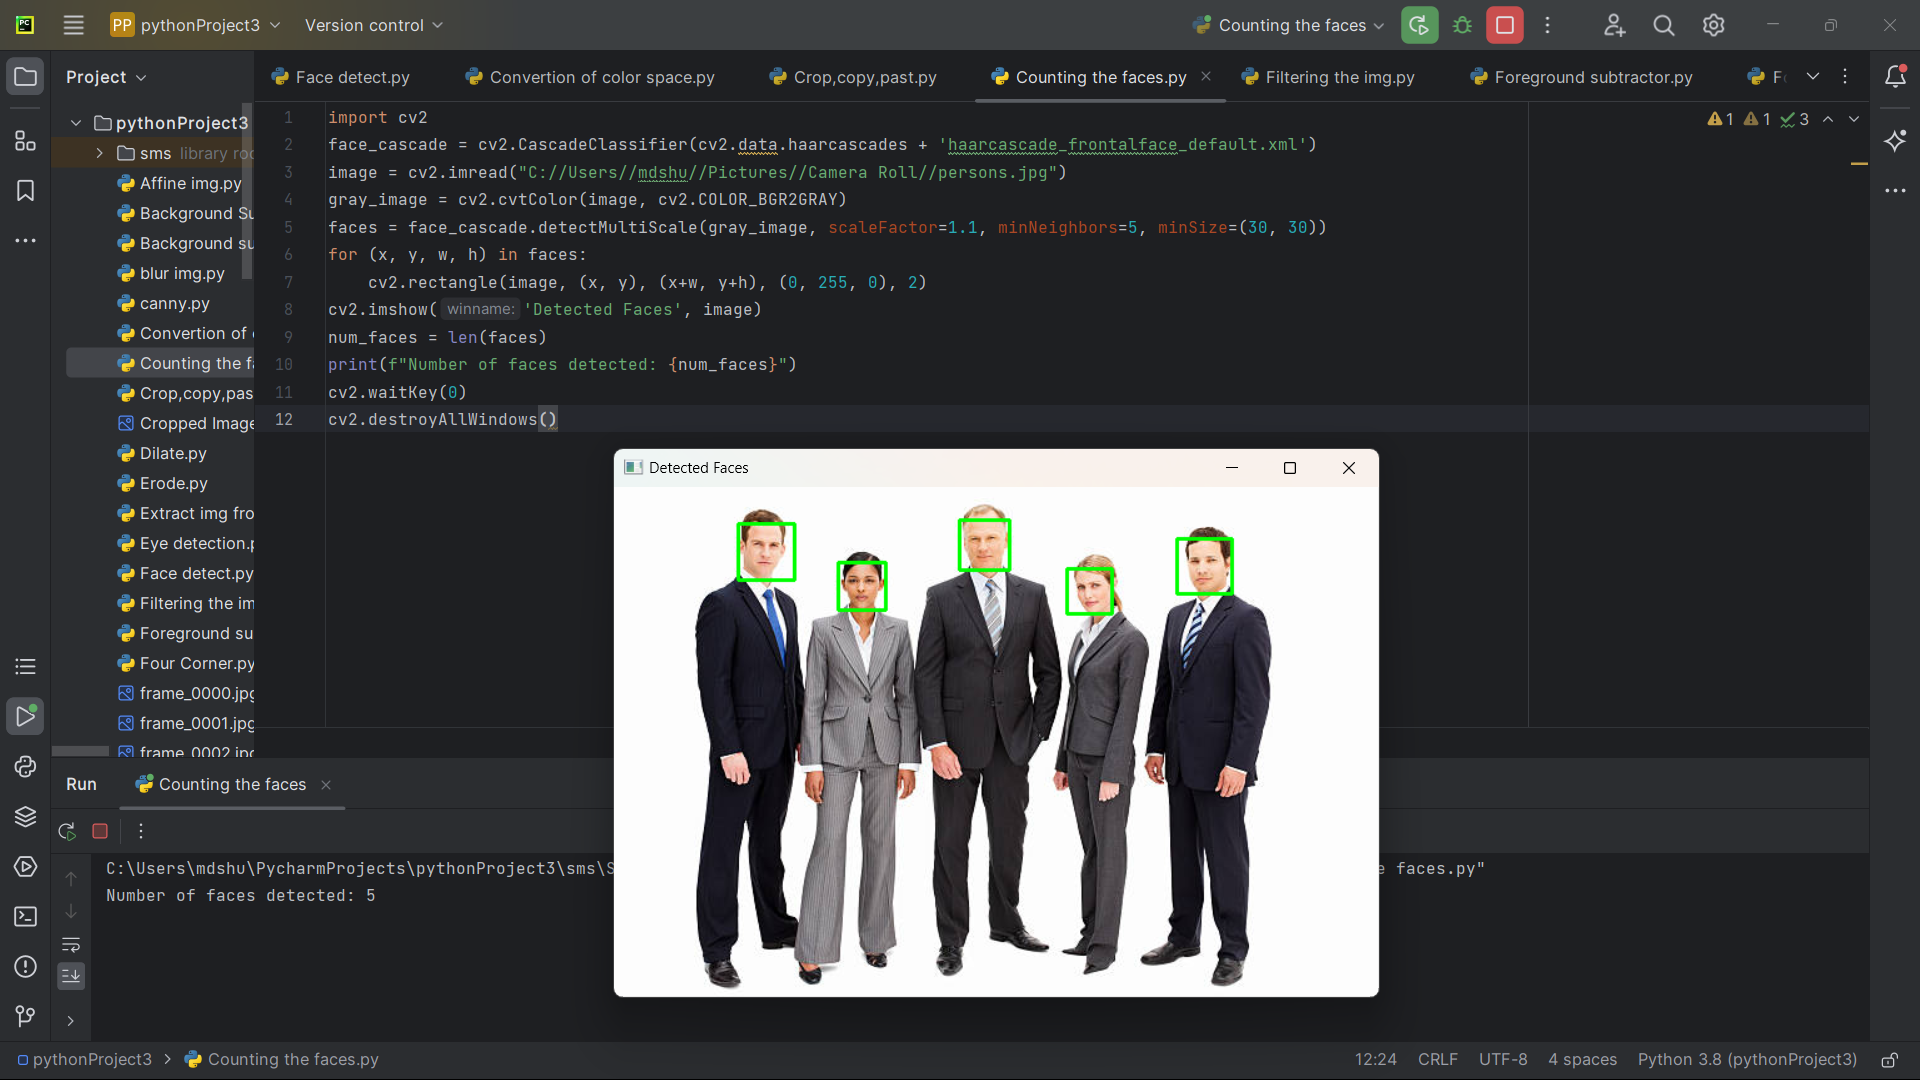 PC
PP pythonProject3
Version control
Counting the faces
Project
Face detect.py
Convertion of color space.py
Crop,copy,past.py
Counting the faces.py
Filtering the img.py
Foreground subtractor.py
pythonProject3
sms library roo
Affine img.py
Background Su
Background su
blur img.py
canny.py
Convertion of
Counting the fa
Crop,copy,pas
Cropped Image
Dilate.py
Erode.py
Extract img fro
Eye detection.p
Face detect.py
Filtering the im
Foreground su
Four Corner.py
frame_0000.jpg
frame_0001.jpg
frame_0002.jpg
1 import cv2
2 face_cascade = cv2.CascadeClassifier(cv2.data.haarcascades + 'haarcascade_frontalface_default.xml')
3 image = cv2.imread("C://Users//mdshu//Pictures//Camera Roll//persons.jpg")
4 gray_image = cv2.cvtColor(image, cv2.COLOR_BGR2GRAY)
5 faces = face_cascade.detectMultiScale(gray_image, scaleFactor=1.1, minNeighbors=5, minSize=(30, 30))
6 for (x, y, w, h) in faces:
7 cv2.rectangle(image, (x, y), (x+w, y+h), (0, 255, 0), 2)
8 cv2.imshow( winname: 'Detected Faces', image)
9 num_faces = len(faces)
10 print(f"Number of faces detected: {num_faces}")
11 cv2.waitKey(0)
12 cv2.destroyAllWindows()
1 1 3
Detected Faces
Run
Counting the faces
C:\Users\mdshu\PycharmProjects\pythonProject3\sms\S
e faces.py"
Number of faces detected: 5
pythonProject3 > Counting the faces.py
12:24 CRLF UTF-8 4 spaces Python 3.8 (pythonProject3)